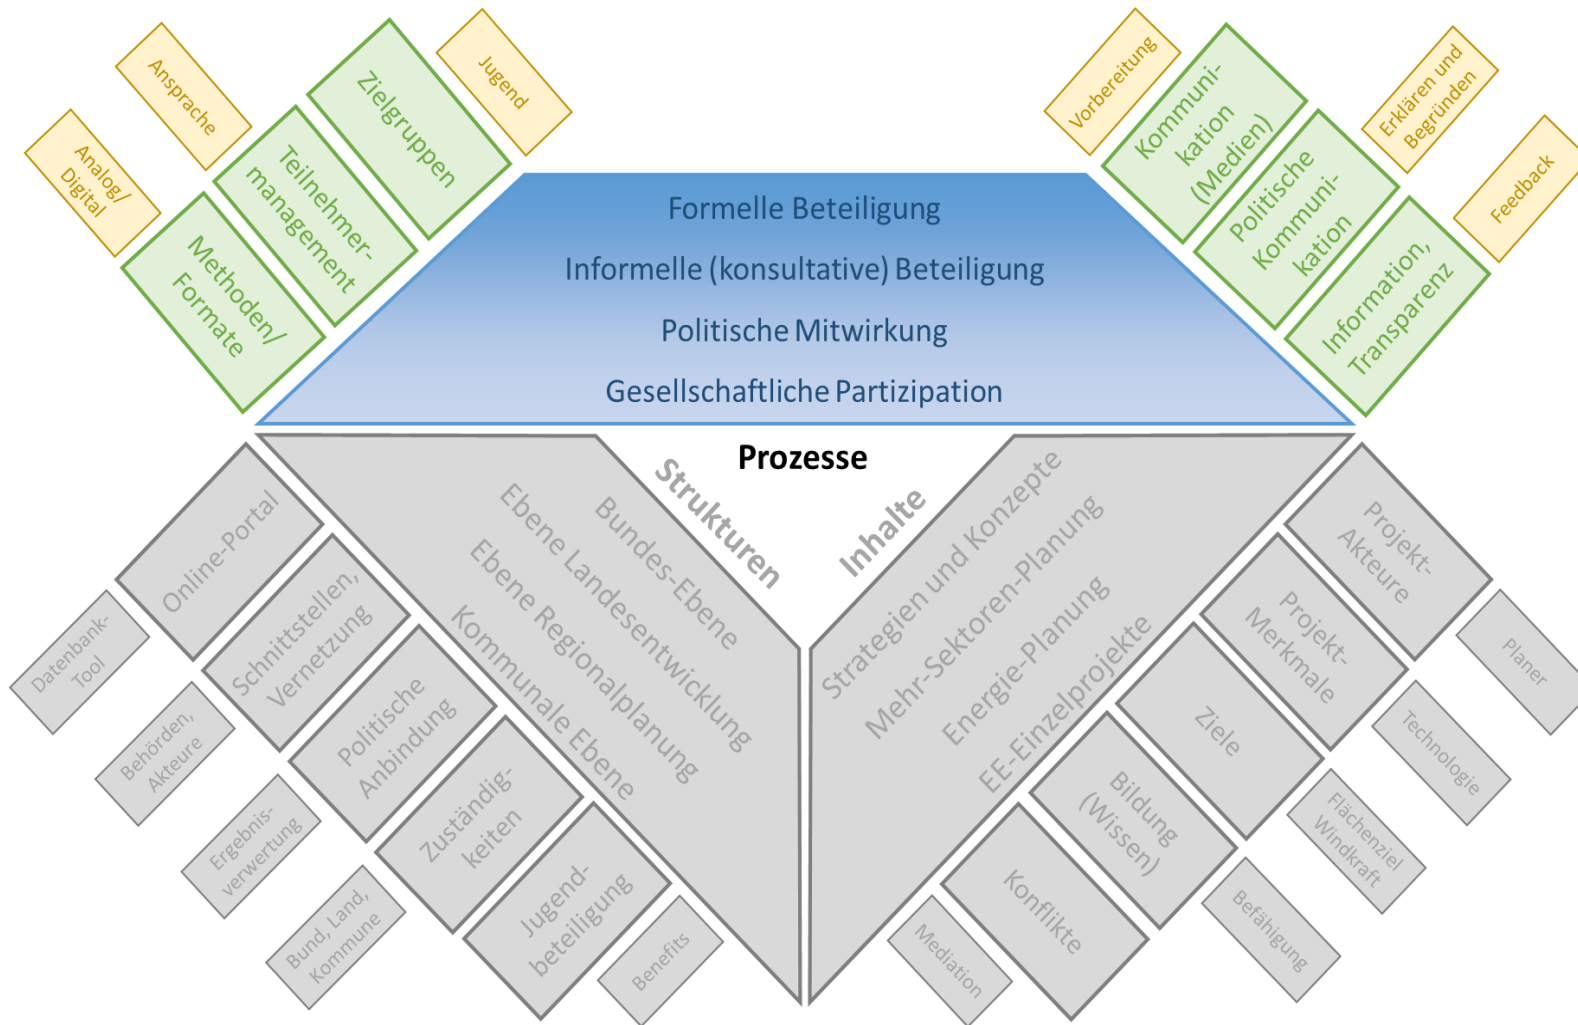 Analog/
Digital
Ansprache
Jugend
Methoden/
Formate
Teilnehmer-
management
Zielgruppen
Vorbereitung
Erklären und
Begründen
Feedback
Kommuni-
kation
(Medien)
Politische
Kommuni-
kation
Information,
Transparenz
Formelle Beteiligung
Informelle (konsultative) Beteiligung
Politische Mitwirkung
Gesellschaftliche Partizipation
Prozesse
Strukturen
Bundes-Ebene
Ebene Landesentwicklung
Ebene Regionalplanung
Kommunale Ebene
Online-Portal
Schnittstellen,
Vernetzung
Politische
Anbindung
Zuständig-
keiten
Jugend-
beteiligung
Datenbank-
Tool
Behörden,
Akteure
Ergebnis-
verwertung
Bund, Land,
Kommune
Benefits
Inhalte
Strategien und Konzepte
Mehr-Sektoren-Planung
Energie-Planung
EE-Einzelprojekte
Projekt-
Akteure
Projekt-
Merkmale
Ziele
Bildung
(Wissen)
Konflikte
Planer
Technologie
Flächenziel
Windkraft
Befähigung
Mediation